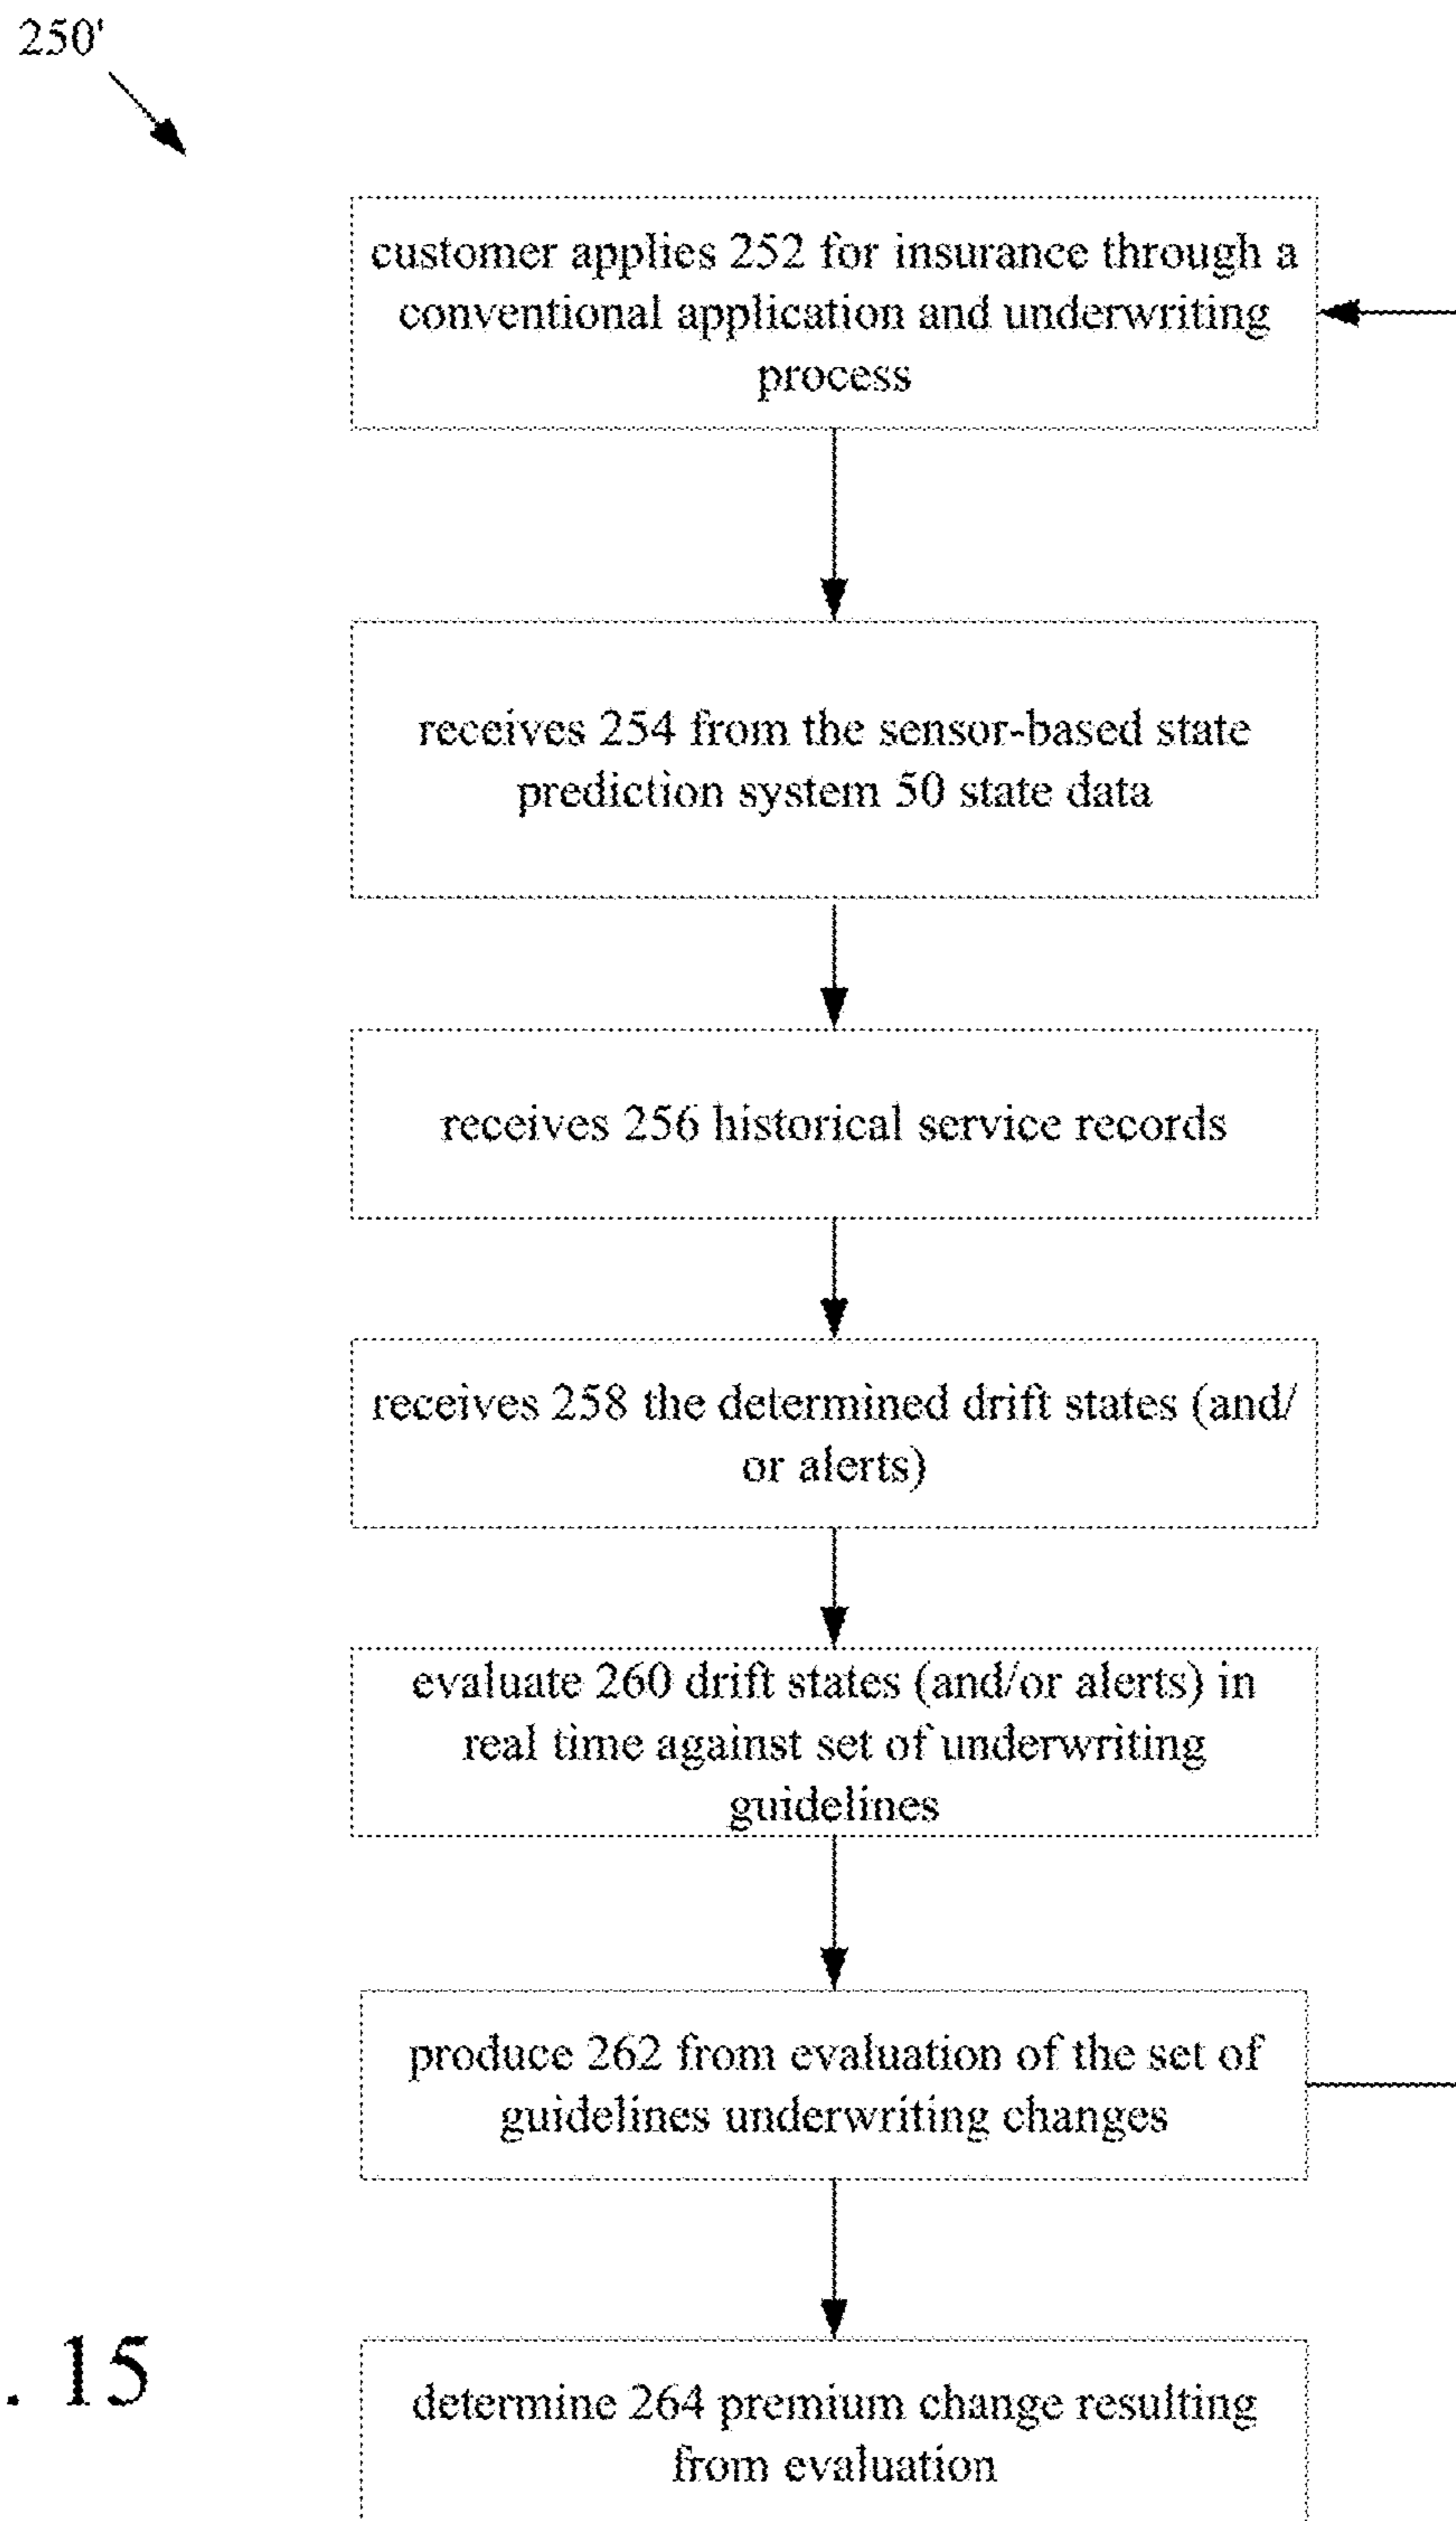 250'
customer applies 252 for insurance through a
conventional application and underwriting
process
receives 254 from the sensor-based state
prediction system 50 state data
receives 256 historical service records
receives 258 the determined drift states (and/
or alerts)
evaluate 260 drift states (and/or alerts) in
real time against set of underwriting
guidelines
produce 262 from evaluation of the set of
guidelines underwriting changes
. 15
determine 264 premium change resulting
from evaluation